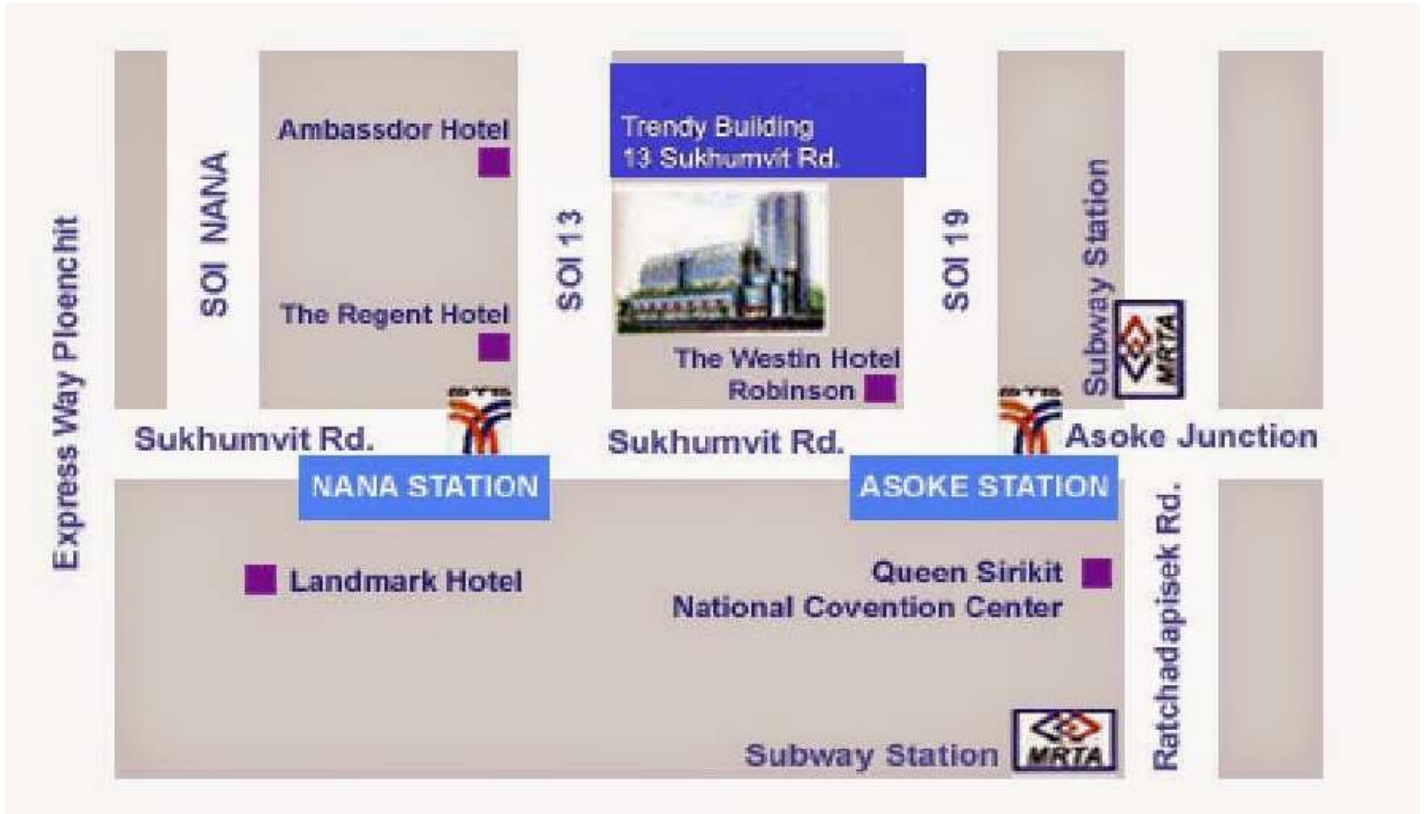 Ambassdor Hotel
Trendy Building
13 Sukhumvit Rd.
SOI NANA
SOI 13
SOI 19
Subway Station
MRTA
Express Way Ploenchit
The Regent Hotel
The Westin Hotel
Robinson
BTS
BTS
Sukhumvit Rd.
Sukhumvit Rd.
Asoke Junction
NANA STATION
ASOKE STATION
Landmark Hotel
Queen Sirikit
National Covention Center
Ratchadapisek Rd.
Subway Station
MRTA